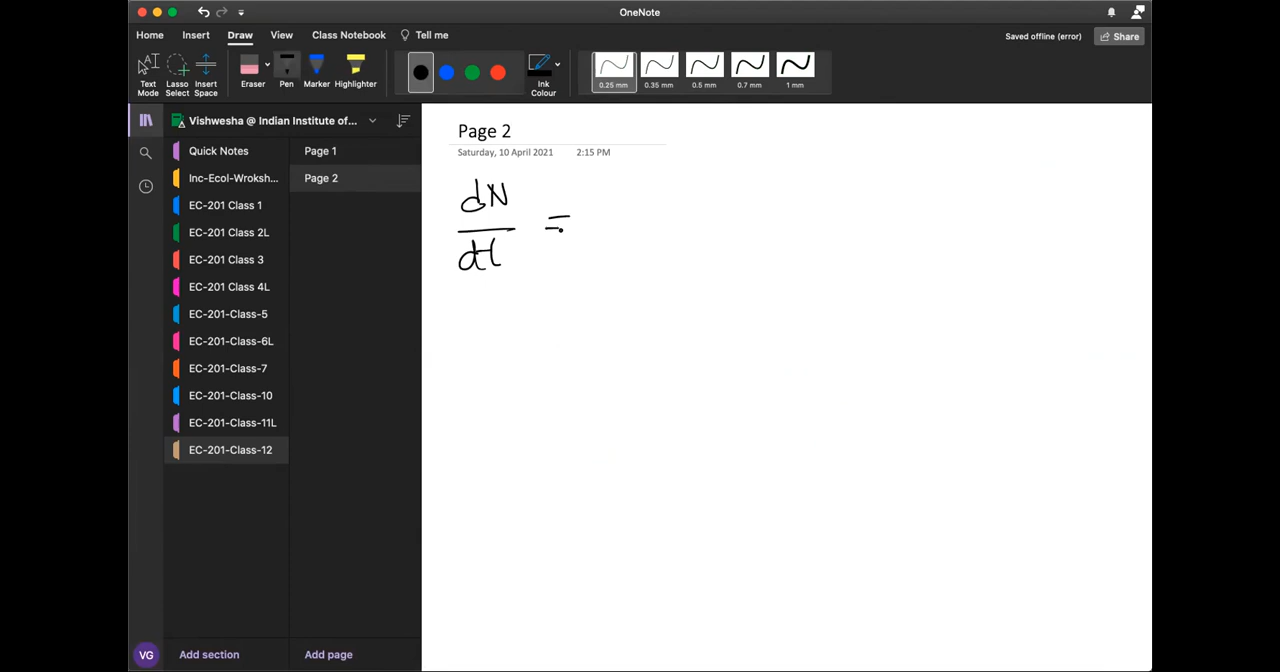 OneNote
Home Insert Draw View Class Notebook Tell me
Saved offline (error) Share
Text Mode
Lasso Select
Insert Space
Eraser
Pen
Marker
Highlighter
Ink Colour
0.25 mm
0.35 mm
0.5 mm
0.7 mm
1 mm
Vishwesha @ Indian Institute of...
Quick Notes
Inc-Ecol-Wroksh...
EC-201 Class 1
EC-201 Class 2L
EC-201 Class 3
EC-201 Class 4L
EC-201-Class-5
EC-201-Class-6L
EC-201-Class-7
EC-201-Class-10
EC-201-Class-11L
EC-201-Class-12
Page 1
Page 2
Page 2
Saturday, 10 April 2021 2:15 PM
dN
dt =
VG
Add section
Add page